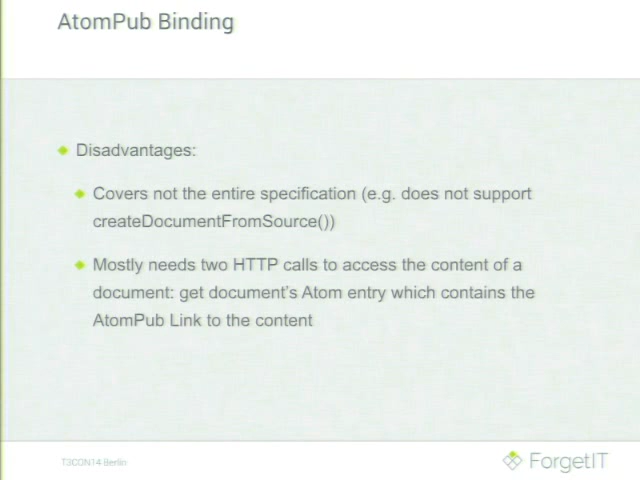 AtomPub Binding
Disadvantages:
Covers not the entire specification (e.g. does not support
createDocumentFromSource())
Mostly needs two HTTP calls to access the content of a
document: get document's Atom entry which contains the
AtomPub Link to the content
T3CON14 Berlin
ForgetIT